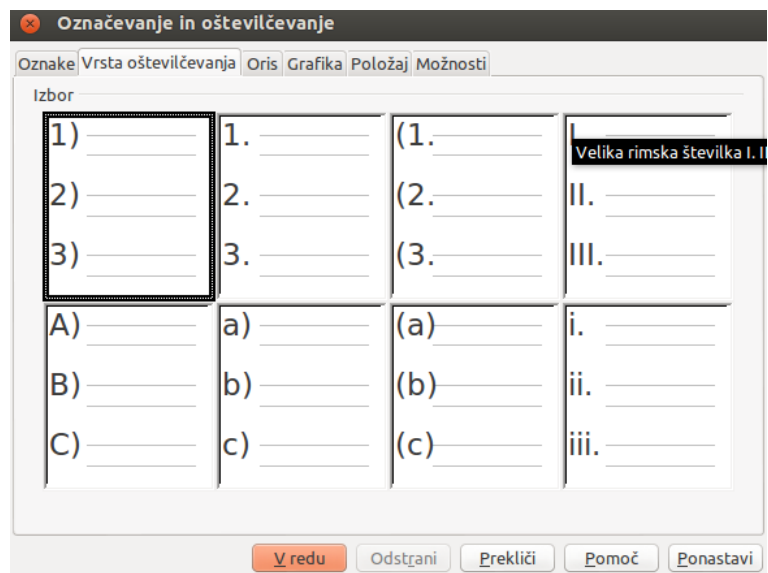 Označevanje in oštevilčevanje
Oznake Vrsta oštevilčevanja Oris Grafika Položaj Možnosti
Izbor
1) 1. (1. I.
Velika rimska številka I. II
2) 2. (2. II.
3) 3. (3. III.
A) a) (a) i.
B) b) (b) ii.
C) c) (c) iii.
V redu Odstrani Prekliči Pomoč Ponastavi